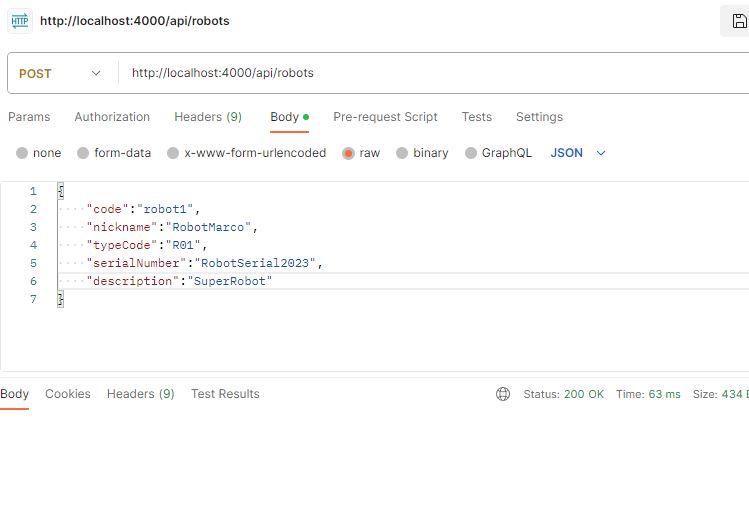 HTTP http://localhost:4000/api/robots
POST http://localhost:4000/api/robots
Params Authorization Headers (9) Body Pre-request Script Tests Settings
none form-data x-www-form-urlencoded raw binary GraphQL JSON
1 {
2 "code":"robot1",
3 "nickname":"RobotMarco",
4 "typeCode":"R01",
5 "serialNumber":"RobotSerial2023",
6 "description":"SuperRobot"
7 }
Body Cookies Headers (9) Test Results Status: 200 OK Time: 63 ms Size: 434